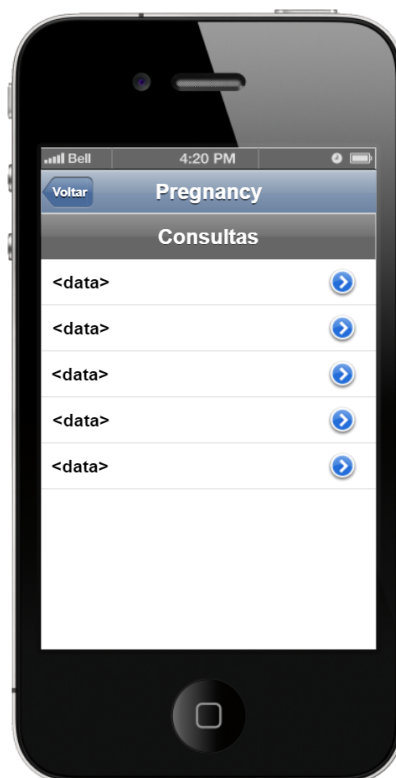 Bell 4:20 PM
Voltar Pregnancy
Consultas
<data>
<data>
<data>
<data>
<data>